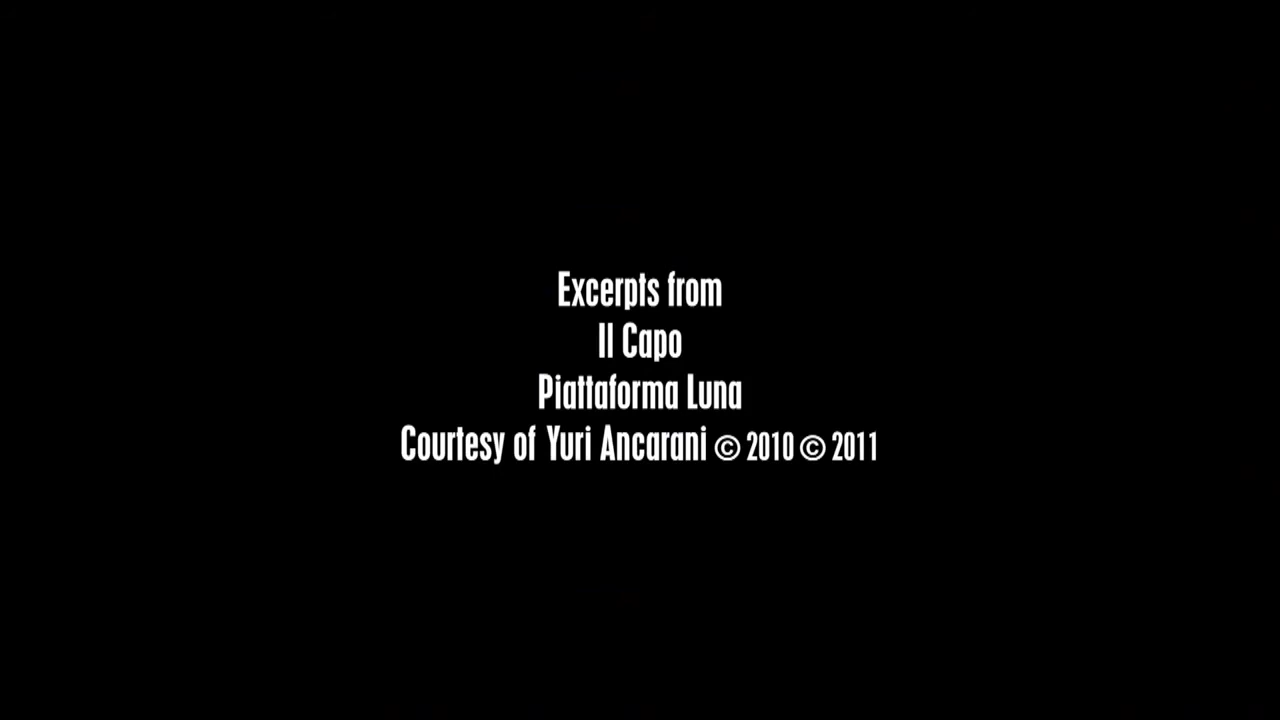 Excerpts from
Il Capo
Piattaforma Luna
Courtesy of Yuri Ancarani © 2010 © 2011